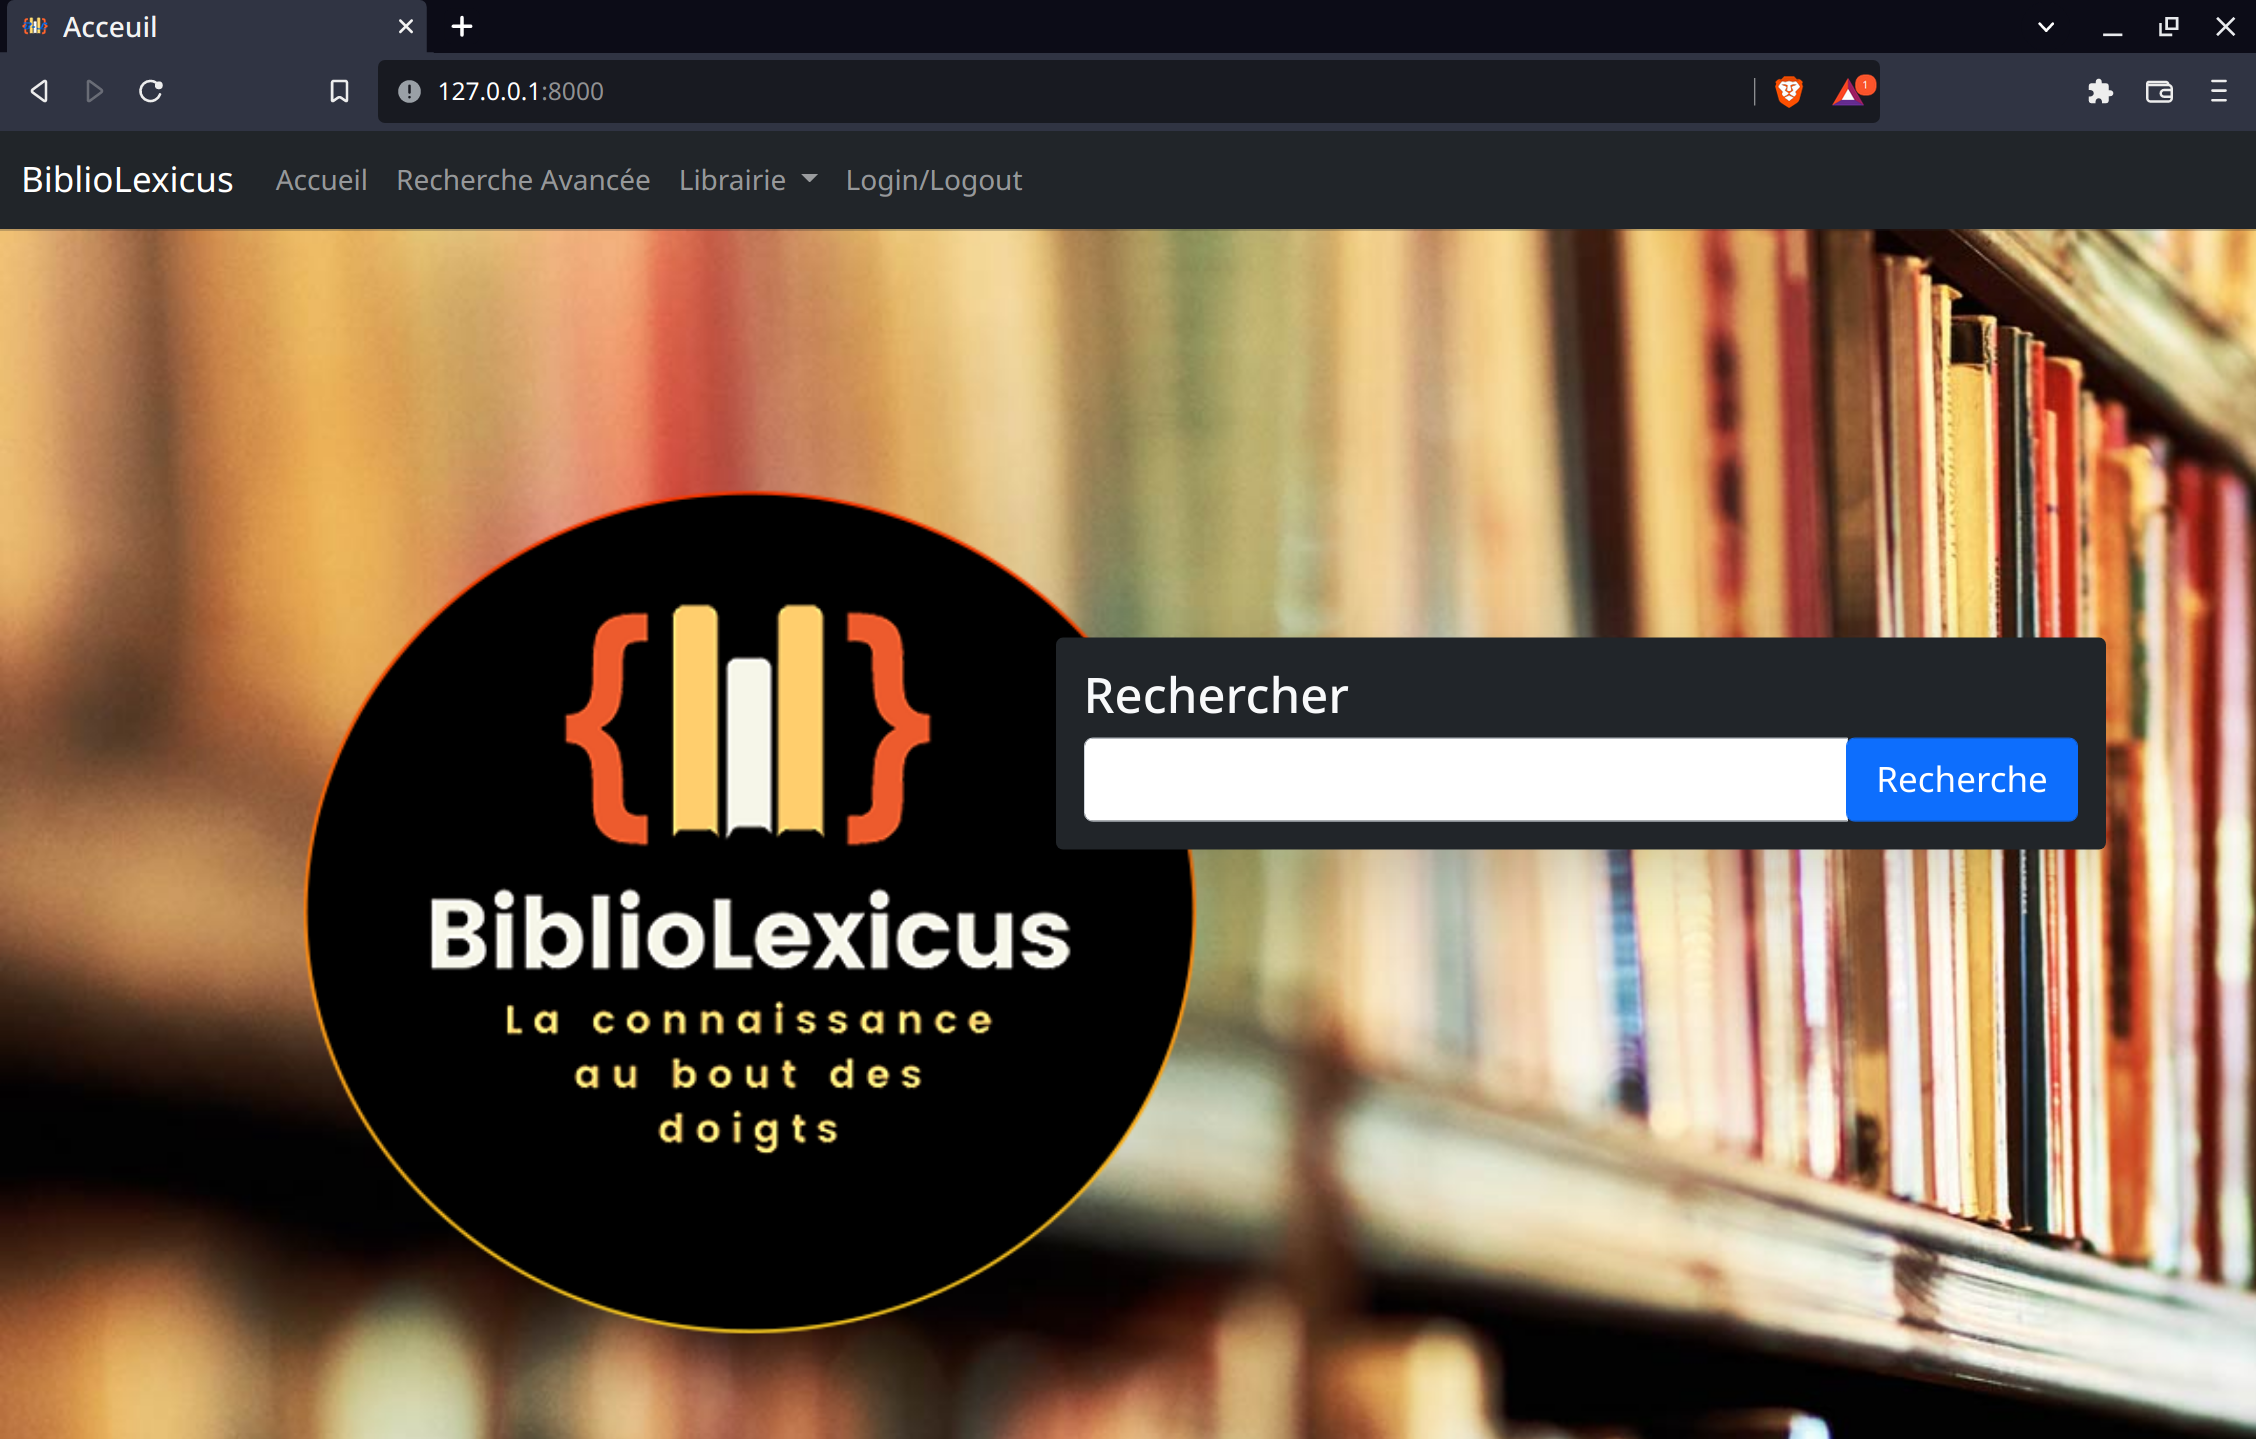 Acceuil
127.0.0.1:8000
1
BiblioLexicus Accueil Recherche Avancée Librairie Login/Logout
Rechercher
Recherche
BiblioLexicus
La connaissance
au bout des
doigts